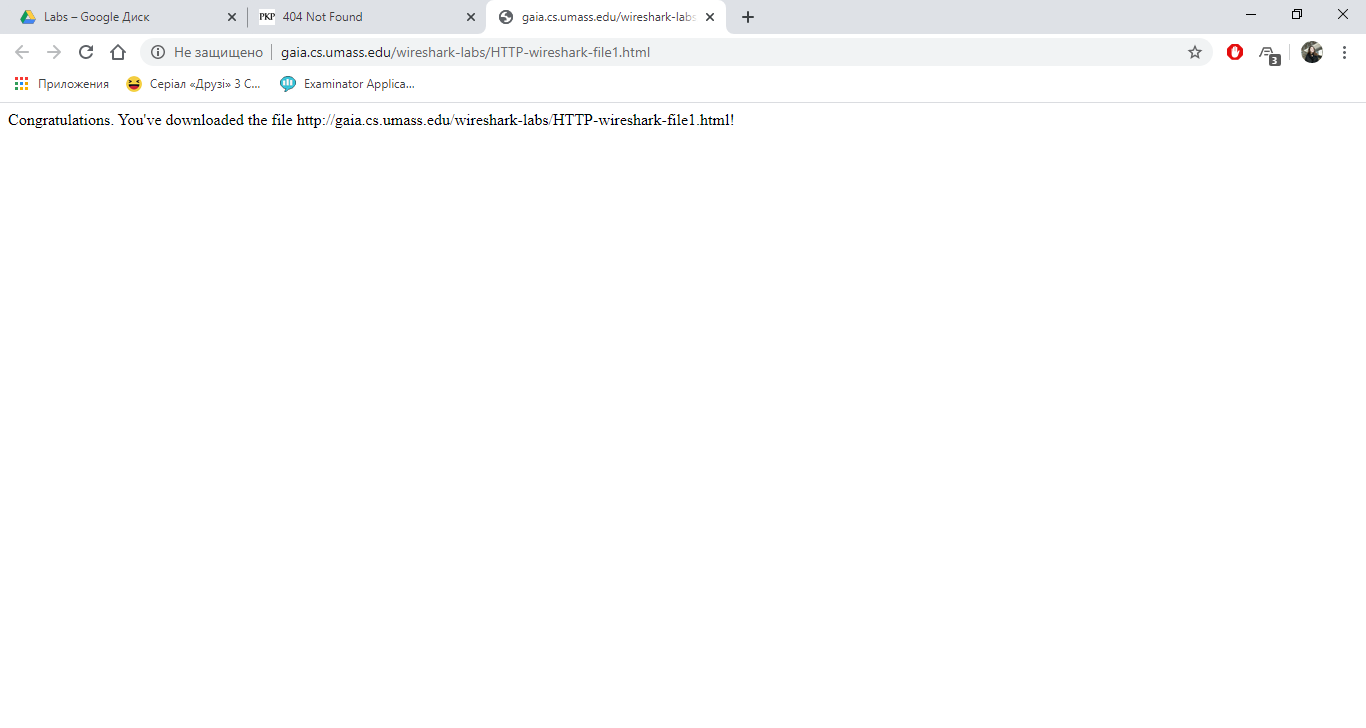 Labs – Google Диск
PKP 404 Not Found
gaia.cs.umass.edu/wireshark-labs
Не защищено gaia.cs.umass.edu/wireshark-labs/HTTP-wireshark-file1.html
3
Приложения Серіал «Друзі» 3 С... Examinator Applica...
Congratulations. You've downloaded the file http://gaia.cs.umass.edu/wireshark-labs/HTTP-wireshark-file1.html!